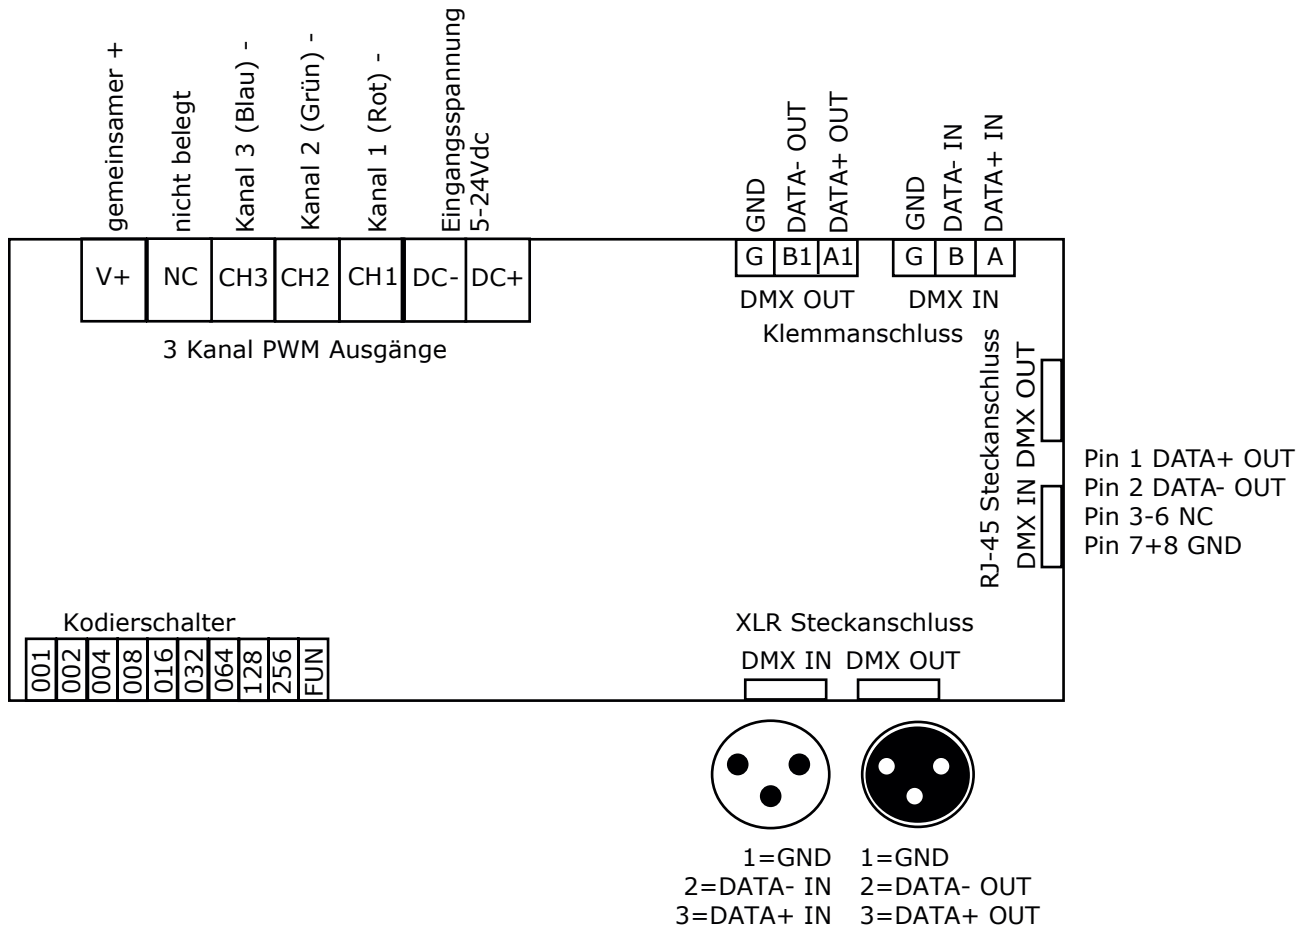 gemeinsamer +
nicht belegt
Kanal 3 (Blau) -
Kanal 2 (Grün) -
Kanal 1 (Rot) -
Eingangsspannung
5-24Vdc
GND
DATA- OUT
DATA+ OUT
GND
DATA- IN
DATA+ IN
V+
NC
CH3
CH2
CH1
DC-
DC+
G
B1
A1
G
B
A
DMX OUT
DMX IN
Klemmanschluss
3 Kanal PWM Ausgänge
RJ-45 Steckanschluss
DMX IN DMX OUT
Pin 1 DATA+ OUT
Pin 2 DATA- OUT
Pin 3-6 NC
Pin 7+8 GND
Kodierschalter
001
002
004
008
016
032
064
128
256
FUN
XLR Steckanschluss
DMX IN
DMX OUT
1=GND
2=DATA- IN
3=DATA+ IN
1=GND
2=DATA- OUT
3=DATA+ OUT